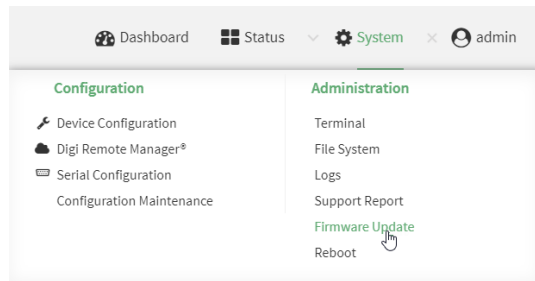 Dashboard Status System admin
Configuration
Device Configuration
Digi Remote Manager®
Serial Configuration
Configuration Maintenance
Administration
Terminal
File System
Logs
Support Report
Firmware Update
Reboot